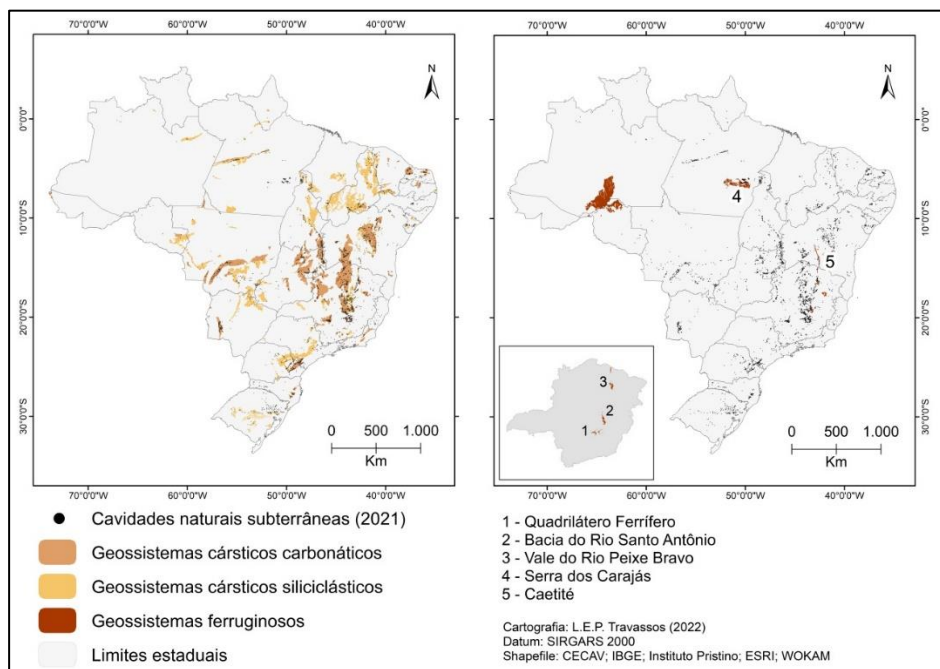 70°0'0"W 60°0'0"W 50°0'0"W 40°0'0"W
70°0'0"W 60°0'0"W 50°0'0"W 40°0'0"W
N
N
0°0'0"
10°0'0"S
20°0'0"S
30°0'0"S
0°0'0"
10°0'0"S
20°0'0"S
30°0'0"S
4
5
3
2
1
0 500 1.000
Km
0 500 1.000
Km
70°0'0"W 60°0'0"W 50°0'0"W 40°0'0"W
70°0'0"W 60°0'0"W 50°0'0"W 40°0'0"W
Cavidades naturais subterrâneas (2021)
Geossistemas cársticos carbonáticos
Geossistemas cársticos siliciclásticos
Geossistemas ferruginosos
Limites estaduais
1 - Quadrilátero Ferrífero
2 - Bacia do Rio Santo Antônio
3 - Vale do Rio Peixe Bravo
4 - Serra dos Carajás
5 - Caetité
Cartografia: L.E.P. Travassos (2022)
Datum: SIRGARS 2000
Shapefile: CECAV; IBGE; Instituto Pristino; ESRI; WOKAM